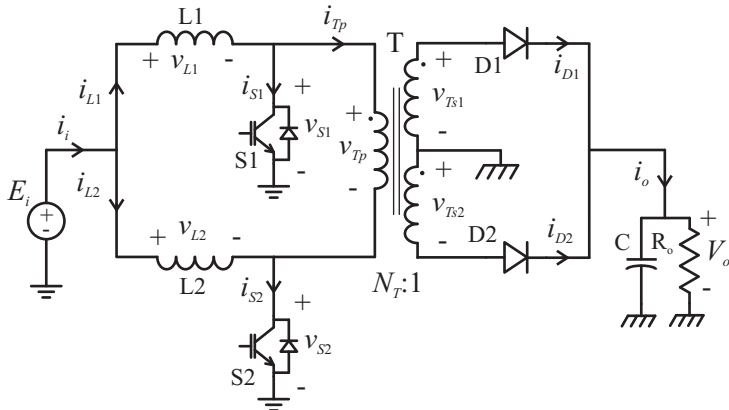 L1
i_Tp
T
+ v_L1 -
D1
i_D1
i_L1
i_S1
+
v_S1
-
S1
+
v_Tp
-
+
v_Ts1
-
i_i
E_i
+
-
i_L2
+
v_Ts2
-
i_o
+ v_L2 -
L2
D2
i_D2
C
R_o
+
V_o
-
i_S2
N_T:1
+
v_S2
-
S2